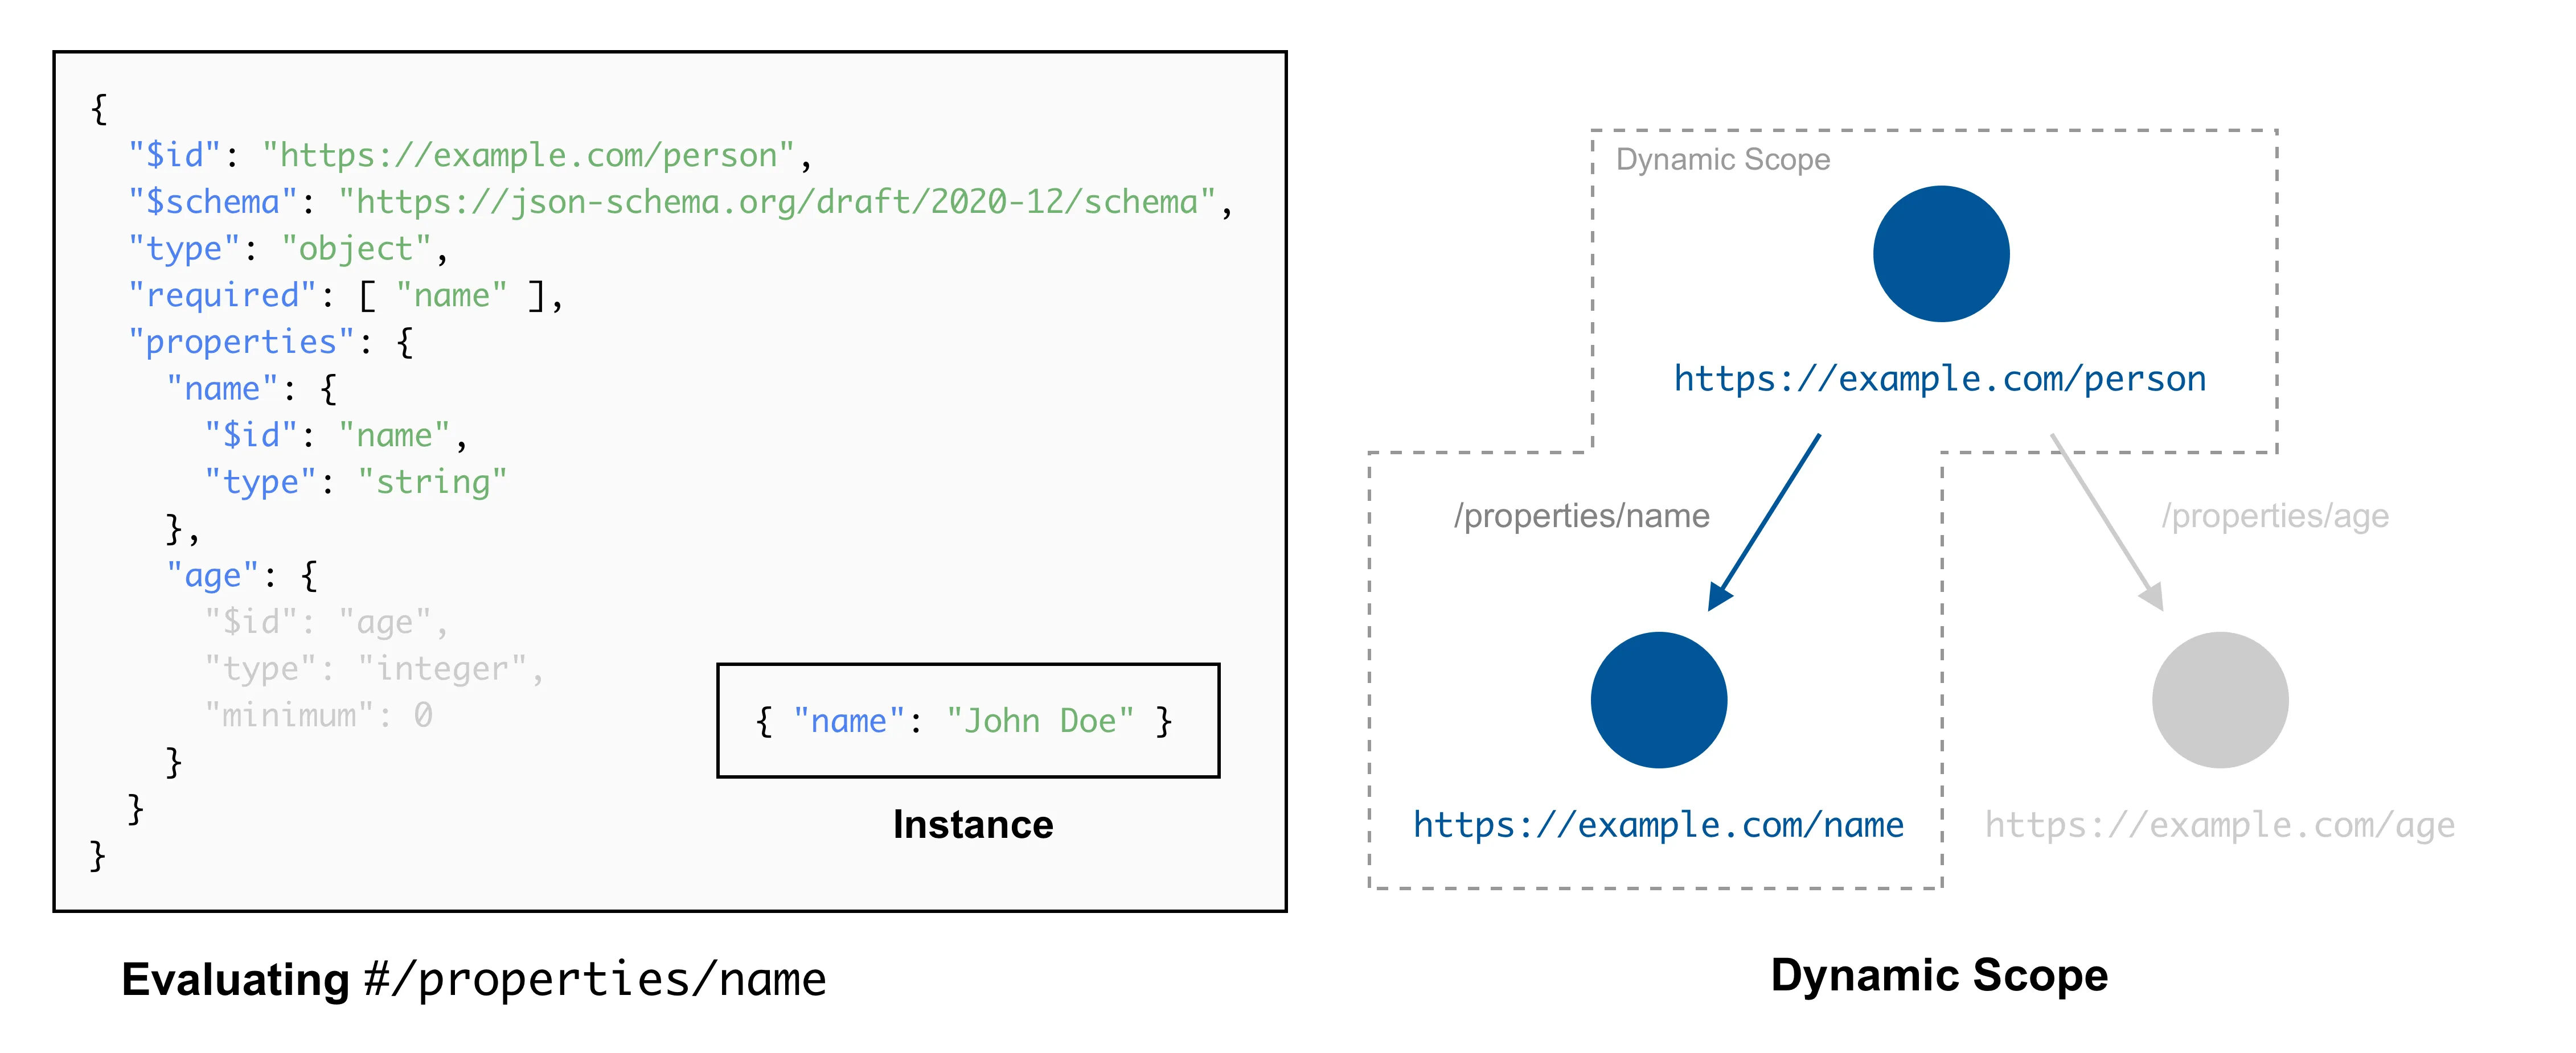 {
  "$id": "https://example.com/person",
  "$schema": "https://json-schema.org/draft/2020-12/schema",
  "type": "object",
  "required": [ "name" ],
  "properties": {
    "name": {
      "$id": "name",
      "type": "string"
    },
    "age": {
      "$id": "age",
      "type": "integer",
      "minimum": 0
    }
  }
}
{ "name": "John Doe" }
Instance
Evaluating #/properties/name
Dynamic Scope
https://example.com/person
/properties/name
/properties/age
https://example.com/name
https://example.com/age
Dynamic Scope